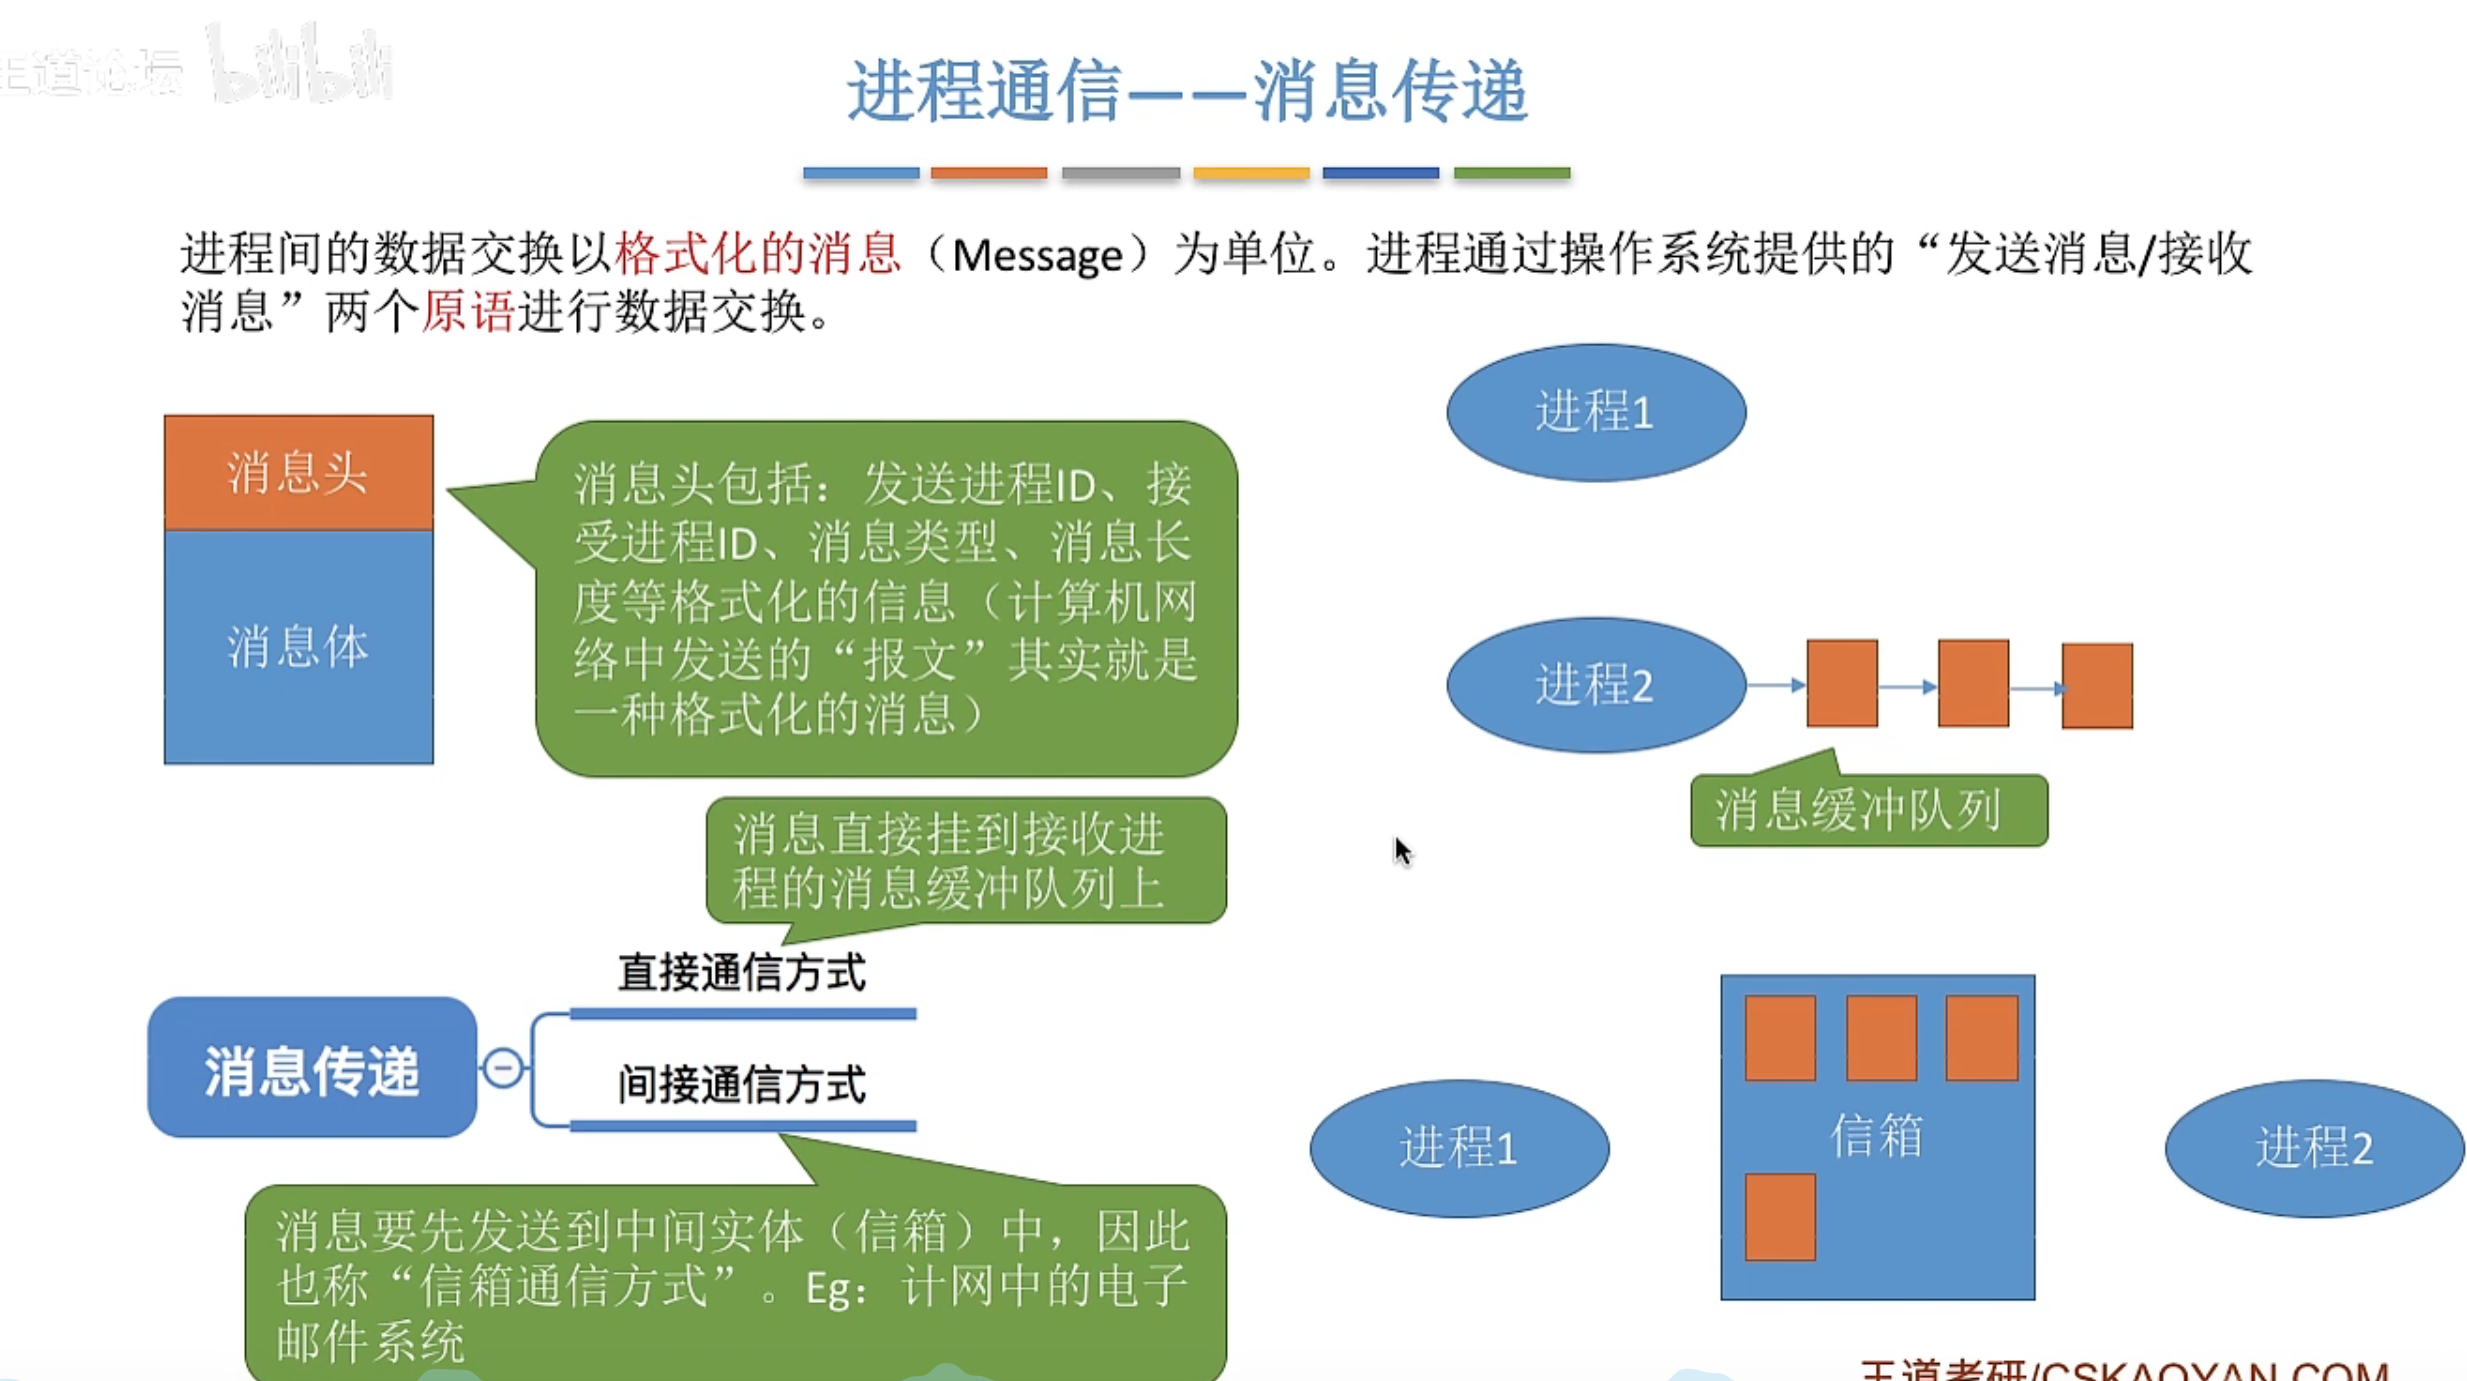 王道论坛 bilibili
进程通信——消息传递
进程间的数据交换以格式化的消息（Message）为单位。进程通过操作系统提供的“发送消息/接收
消息”两个原语进行数据交换。
消息头
消息体
消息头包括：发送进程ID、接
受进程ID、消息类型、消息长
度等格式化的信息（计算机网
络中发送的“报文”其实就是
一种格式化的消息）
进程1
进程2
消息缓冲队列
消息直接挂到接收进
程的消息缓冲队列上
直接通信方式
消息传递
间接通信方式
消息要先发送到中间实体（信箱）中，因此
也称“信箱通信方式”。Eg：计网中的电子
邮件系统
进程1
信箱
进程2
王道考研/CSKAOYAN.COM